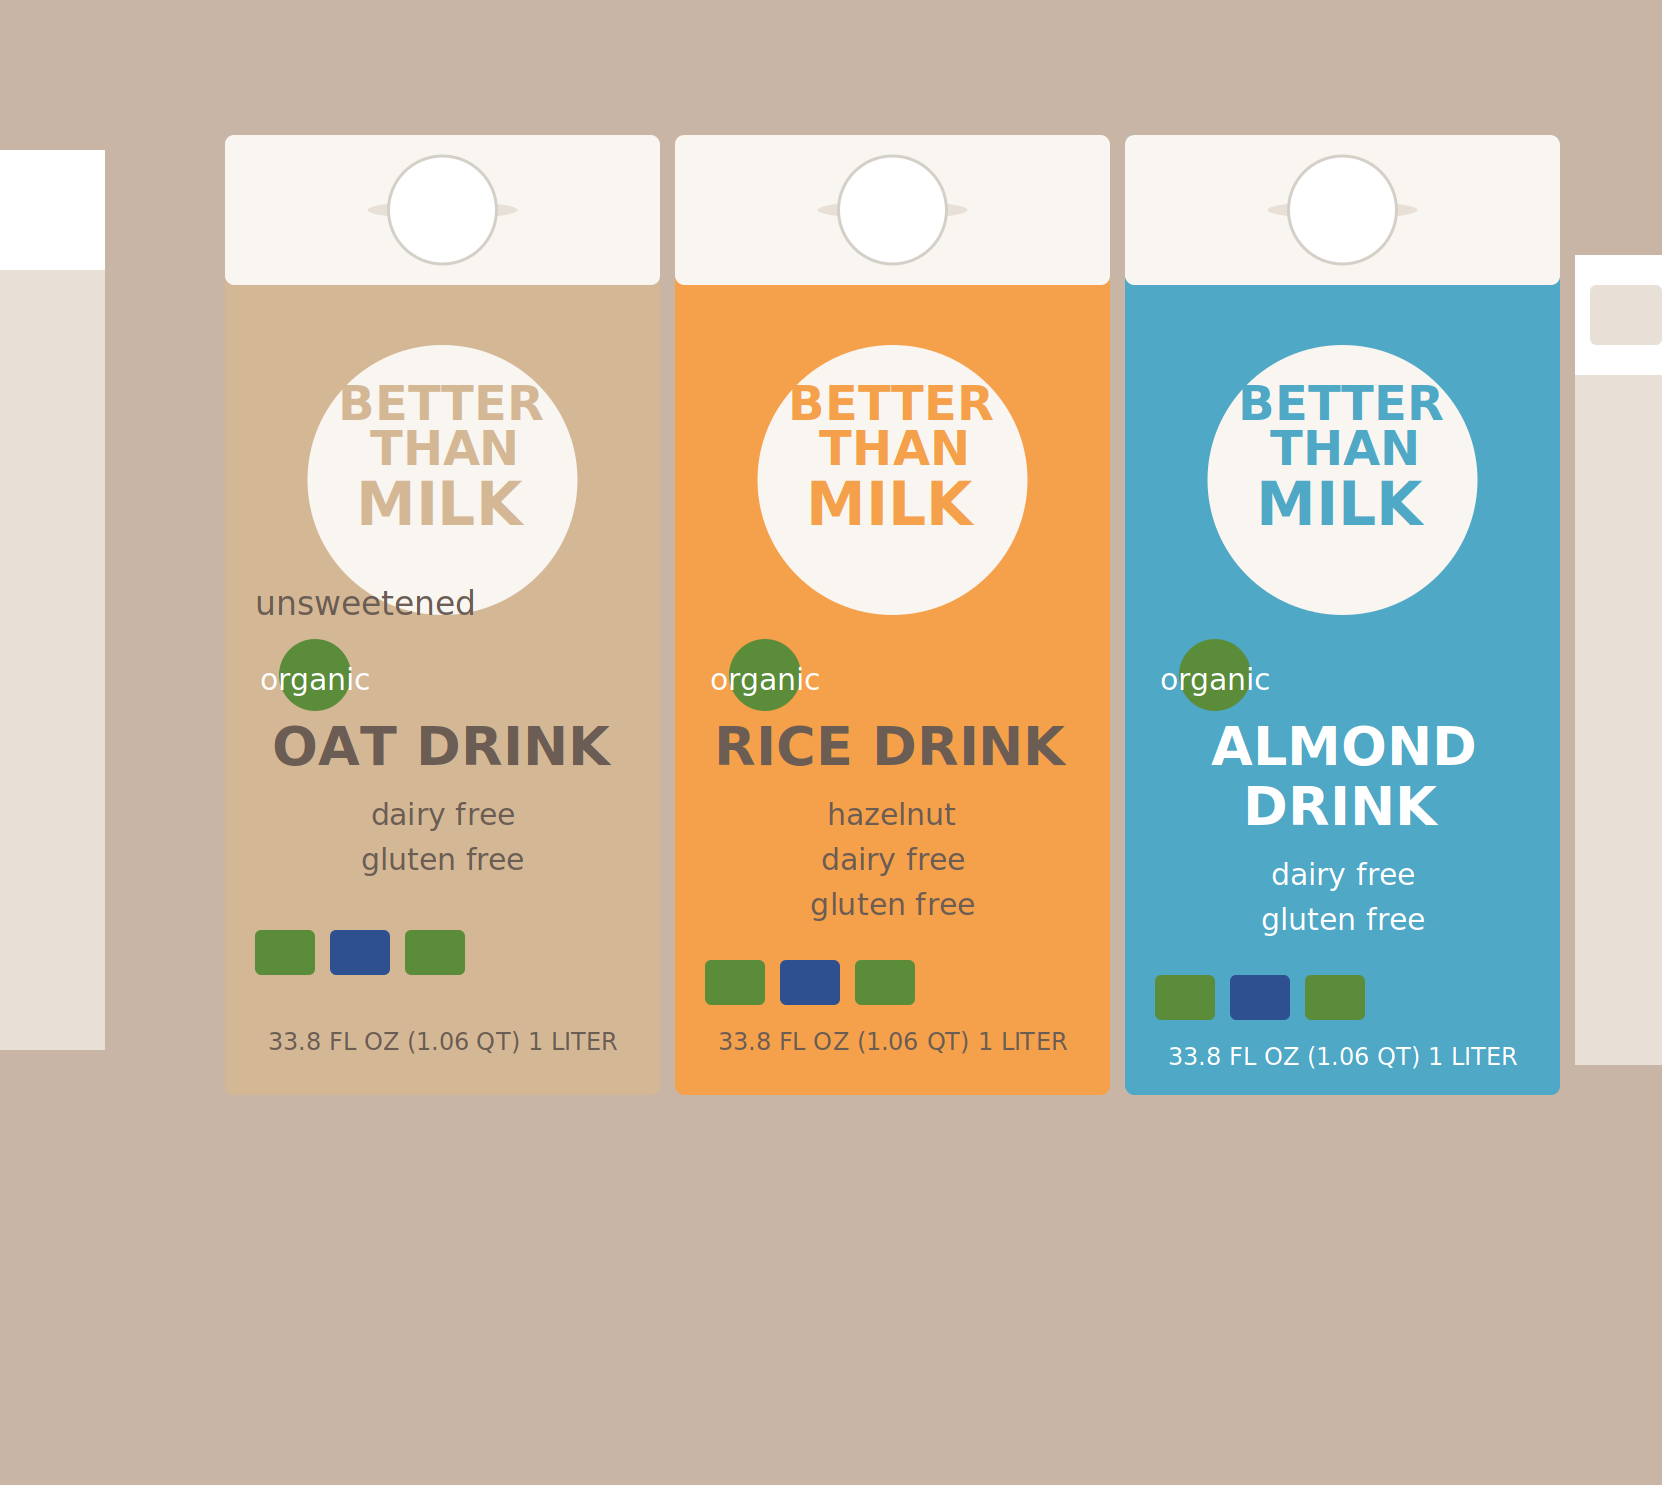 BETTER
THAN
MILK
unsweetened
organic
OAT DRINK
dairy free
gluten free
33.8 FL OZ (1.06 QT) 1 LITER
BETTER
THAN
MILK
organic
RICE DRINK
hazelnut
dairy free
gluten free
33.8 FL OZ (1.06 QT) 1 LITER
BETTER
THAN
MILK
organic
ALMOND
DRINK
dairy free
gluten free
33.8 FL OZ (1.06 QT) 1 LITER